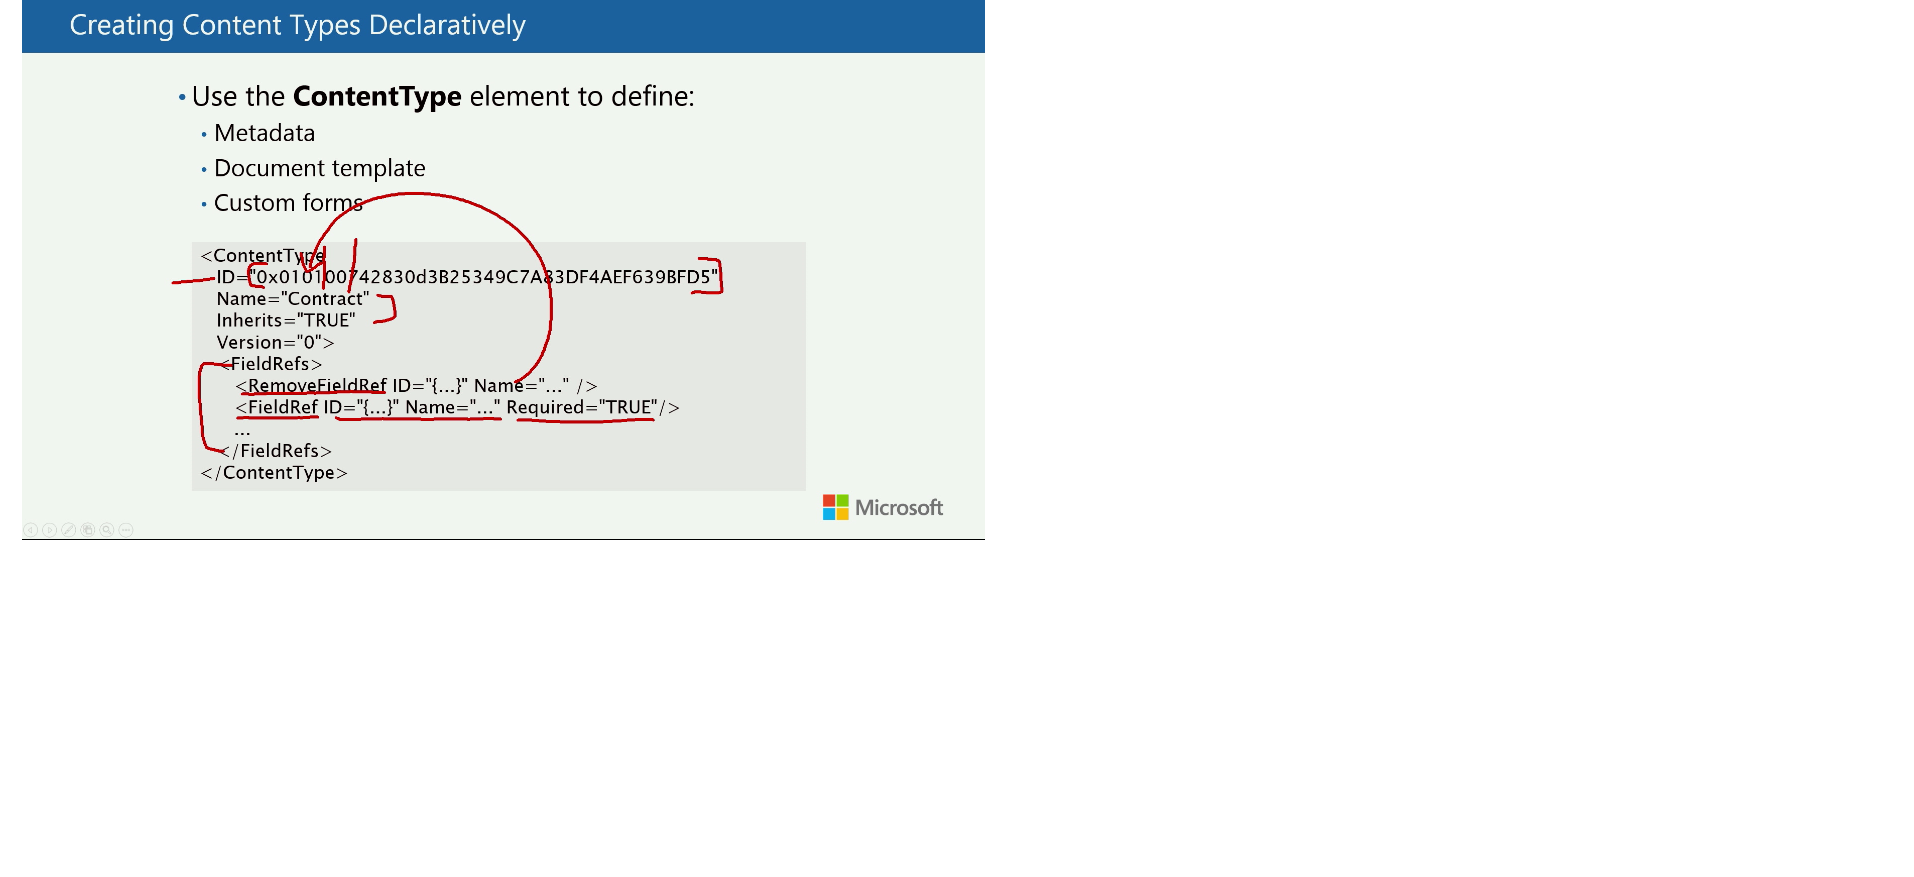 Creating Content Types Declaratively
• Use the ContentType element to define:
• Metadata
• Document template
• Custom forms
<ContentType
ID="0x010100742830d3B25349C7A83DF4AEF639BFD5"
Name="Contract"
Inherits="TRUE"
Version="0">
<FieldRefs>
<RemoveFieldRef ID="{...}" Name="..." />
<FieldRef ID="{...}" Name="..." Required="TRUE"/>
...
</FieldRefs>
</ContentType>
Microsoft